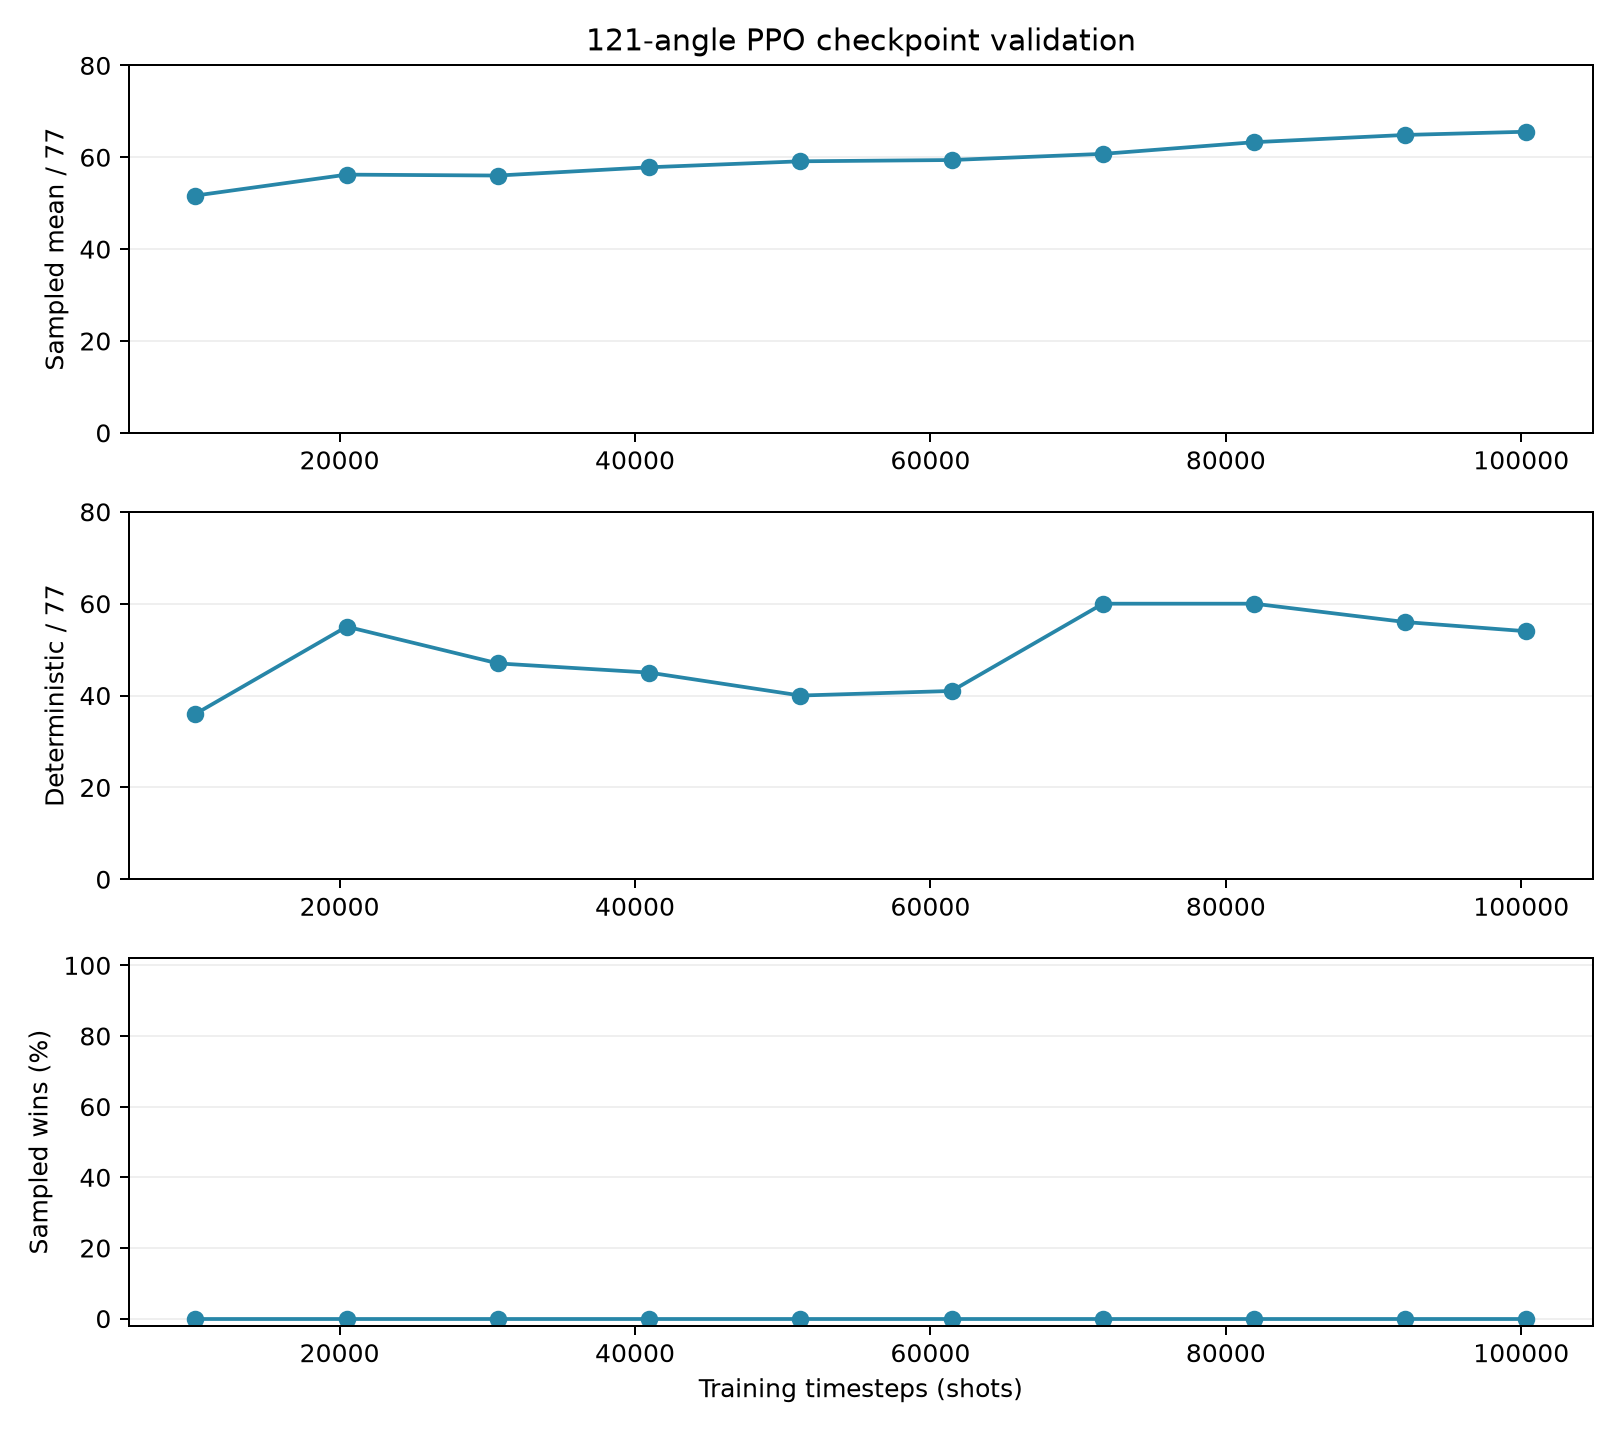 121-angle PPO checkpoint validation
Sampled mean / 77
80
60
40
20
0
20000 40000 60000 80000 100000
Deterministic / 77
80
60
40
20
0
20000 40000 60000 80000 100000
Sampled wins (%)
100
80
60
40
20
0
20000 40000 60000 80000 100000
Training timesteps (shots)